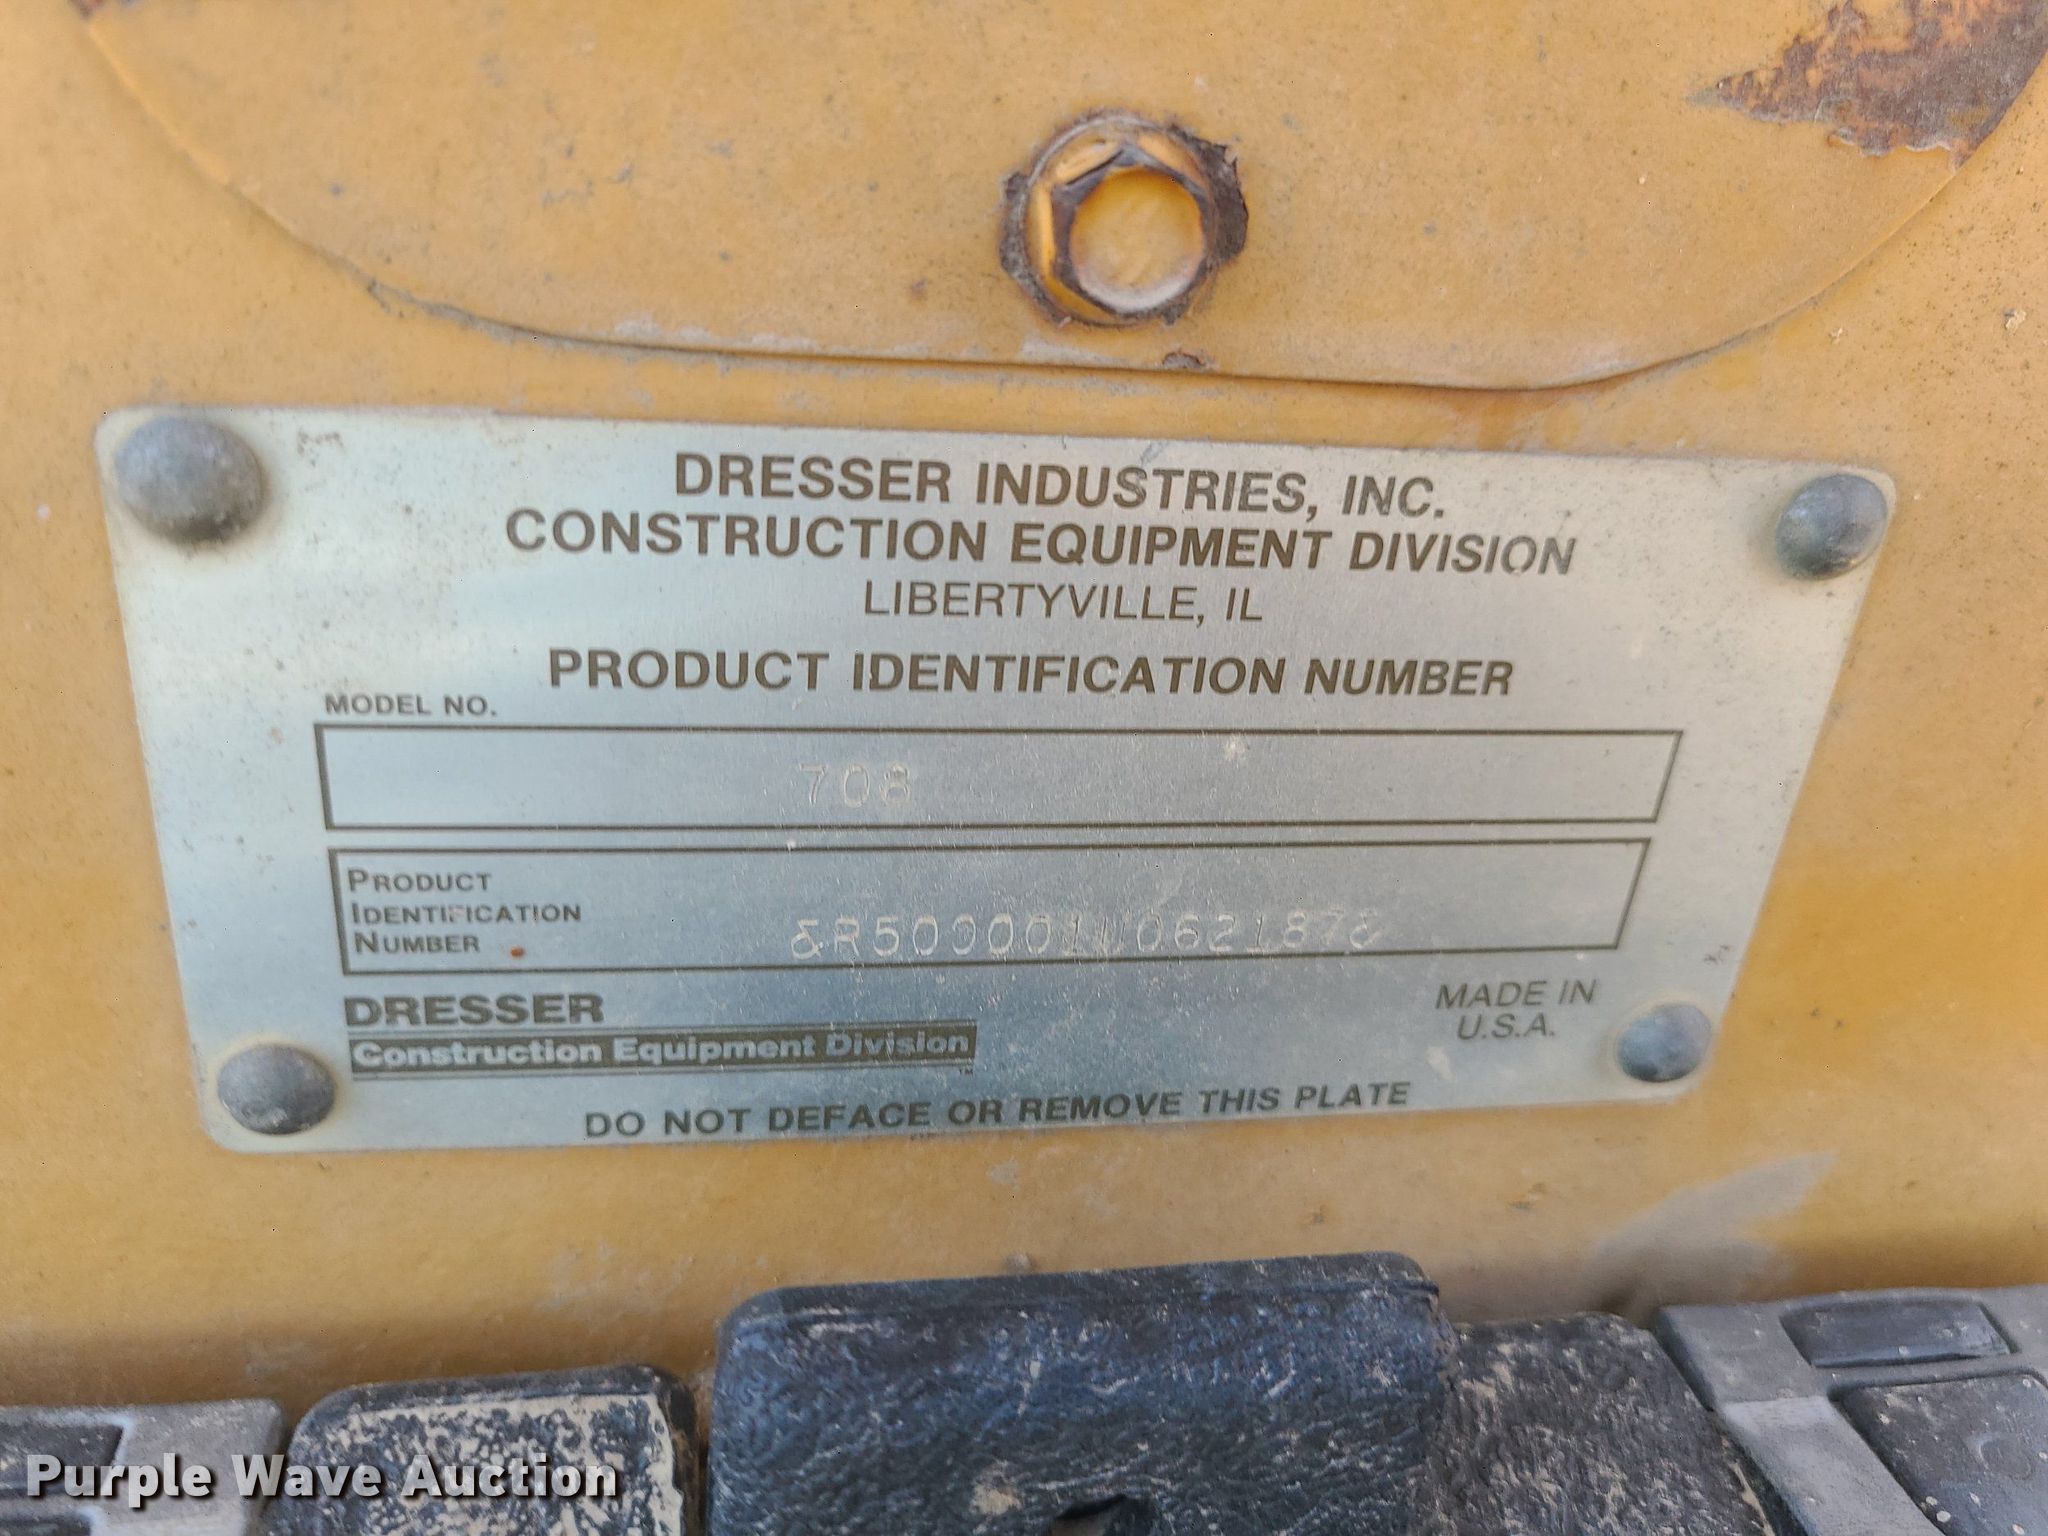 DRESSER INDUSTRIES, INC.
CONSTRUCTION EQUIPMENT DIVISION
LIBERTYVILLE, IL
PRODUCT IDENTIFICATION NUMBER
MODEL NO.
708
PRODUCT
IDENTIFICATION
NUMBER
&R500001U062187&
DRESSER
Construction Equipment Division
MADE IN
U.S.A.
DO NOT DEFACE OR REMOVE THIS PLATE
Purple Wave Auction